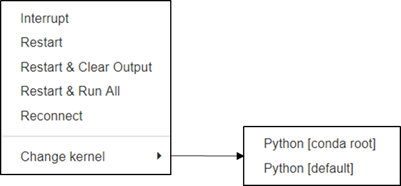 Interrupt
Restart
Restart & Clear Output
Restart & Run All
Reconnect
Change kernel
Python [conda root]
Python [default]